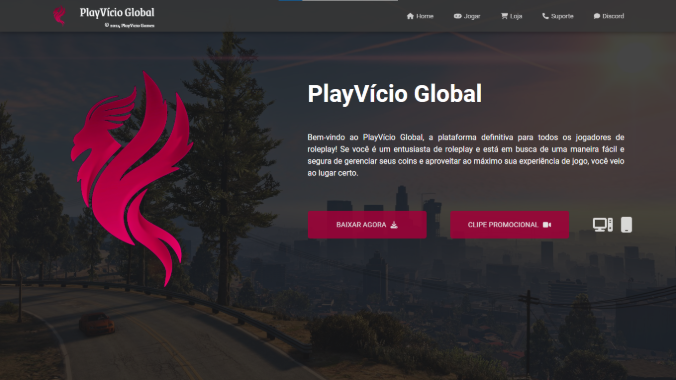 PlayVício Global
© 2024 PlayVicio Games
Home
Jogar
Loja
Suporte
Discord
PlayVício Global
Bem-vindo ao PlayVício Global, a plataforma definitiva para todos os jogadores de
roleplay! Se você é um entusiasta de roleplay e está em busca de uma maneira fácil e
segura de gerenciar seus coins e aproveitar ao máximo sua experiência de jogo, você veio
ao lugar certo.
BAIXAR AGORA
CLIPE PROMOCIONAL